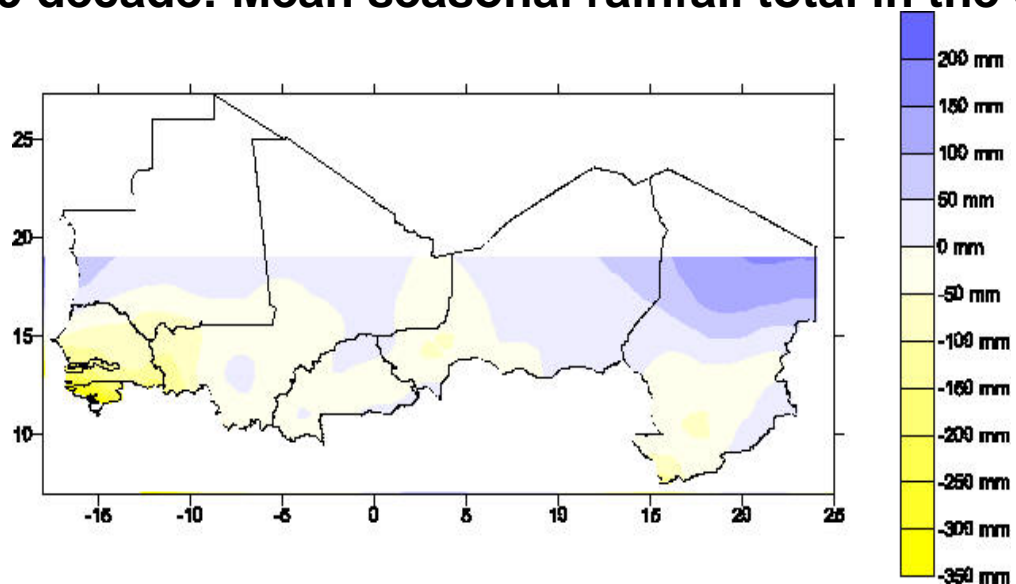 decade: Mean seasonal rainfall total in the
200 mm
150 mm
100 mm
50 mm
0 mm
-50 mm
-100 mm
-150 mm
-200 mm
-250 mm
-300 mm
-350 mm
25
20
15
10
-15 -10 -5 0 5 10 15 20 25